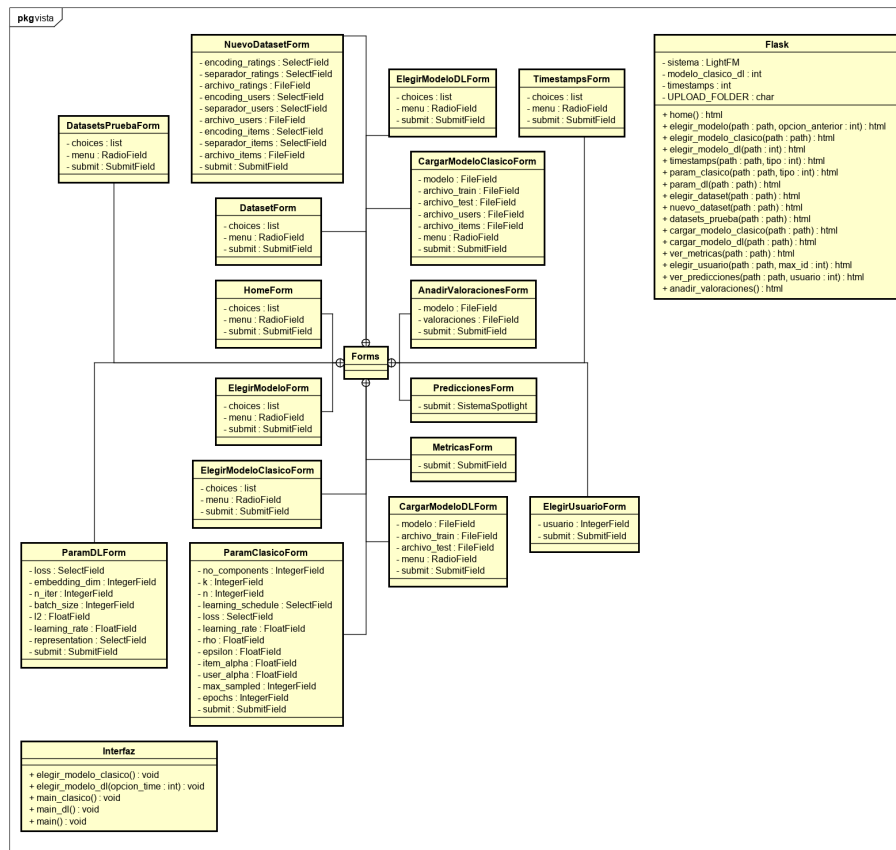 pkg vista
NuevoDatasetForm
- encoding_ratings : SelectField
- separador_ratings : SelectField
- archivo_ratings : FileField
- encoding_users : SelectField
- separador_users : SelectField
- archivo_users : FileField
- encoding_items : SelectField
- separador_items : SelectField
- archivo_items : FileField
- submit : SubmitField
ElegirModeloDLForm
- choices : list
- menu : RadioField
- submit : SubmitField
TimestampsForm
- choices : list
- menu : RadioField
- submit : SubmitField
Flask
- sistema : LightFM
- modelo_clasico_dl : int
- timestamps : int
- UPLOAD_FOLDER : char
+ home() : html
+ elegir_modelo(path : path, opcion_anterior : int) : html
+ elegir_modelo_clasico(path : path) : html
+ elegir_modelo_dl(path : int) : html
+ timestamps(path : path, tipo : int) : html
+ param_clasico(path : path, tipo : int) : html
+ param_dl(path : path) : html
+ elegir_dataset(path : path) : html
+ nuevo_dataset(path : path) : html
+ datasets_prueba(path : path) : html
+ cargar_modelo_clasico(path : path) : html
+ cargar_modelo_dl(path : path) : html
+ ver_metricas(path : path) : html
+ elegir_usuario(path : path, max_id : int) : html
+ ver_predicciones(path : path, usuario : int) : html
+ anadir_valoraciones() : html
DatasetsPruebaForm
- choices : list
- menu : RadioField
- submit : SubmitField
CargarModeloClasicoForm
- modelo : FileField
- archivo_train : FileField
- archivo_test : FileField
- archivo_users : FileField
- archivo_items : FileField
- menu : RadioField
- submit : SubmitField
DatasetForm
- choices : list
- menu : RadioField
- submit : SubmitField
HomeForm
- choices : list
- menu : RadioField
- submit : SubmitField
AnadirValoracionesForm
- modelo : FileField
- valoraciones : FileField
- submit : SubmitField
Forms
ElegirModeloForm
- choices : list
- menu : RadioField
- submit : SubmitField
PrediccionesForm
- submit : SistemaSpotlight
MetricasForm
- submit : SubmitField
ElegirModeloClasicoForm
- choices : list
- menu : RadioField
- submit : SubmitField
CargarModeloDLForm
- modelo : FileField
- archivo_train : FileField
- archivo_test : FileField
- menu : RadioField
- submit : SubmitField
ElegirUsuarioForm
- usuario : IntegerField
- submit : SubmitField
ParamDLForm
- loss : SelectField
- embedding_dim : IntegerField
- n_iter : IntegerField
- batch_size : IntegerField
- l2 : FloatField
- learning_rate : FloatField
- representation : SelectField
- submit : SubmitField
ParamClasicoForm
- no_components : IntegerField
- k : IntegerField
- n : IntegerField
- learning_schedule : SelectField
- loss : SelectField
- learning_rate : FloatField
- rho : FloatField
- epsilon : FloatField
- item_alpha : FloatField
- user_alpha : FloatField
- max_sampled : IntegerField
- epochs : IntegerField
- submit : SubmitField
Interfaz
+ elegir_modelo_clasico() : void
+ elegir_modelo_dl(opcion_time : int) : void
+ main_clasico() : void
+ main_dl() : void
+ main() : void